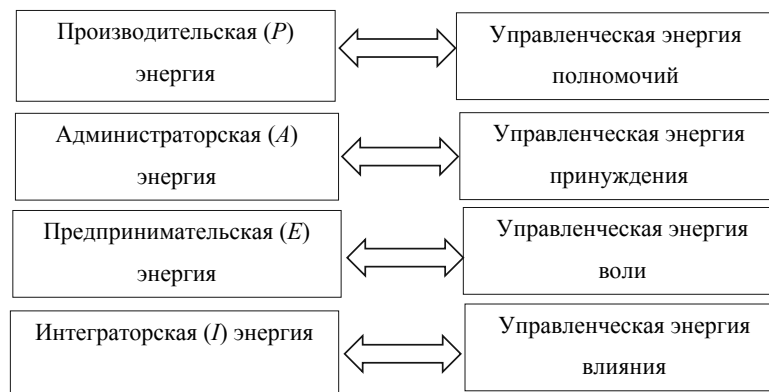 Производительская (P)
энергия
Управленческая энергия
полномочий
Администраторская (A)
энергия
Управленческая энергия
принуждения
Предпринимательская (E)
энергия
Управленческая энергия
воли
Интеграторская (I) энергия
Управленческая энергия
влияния